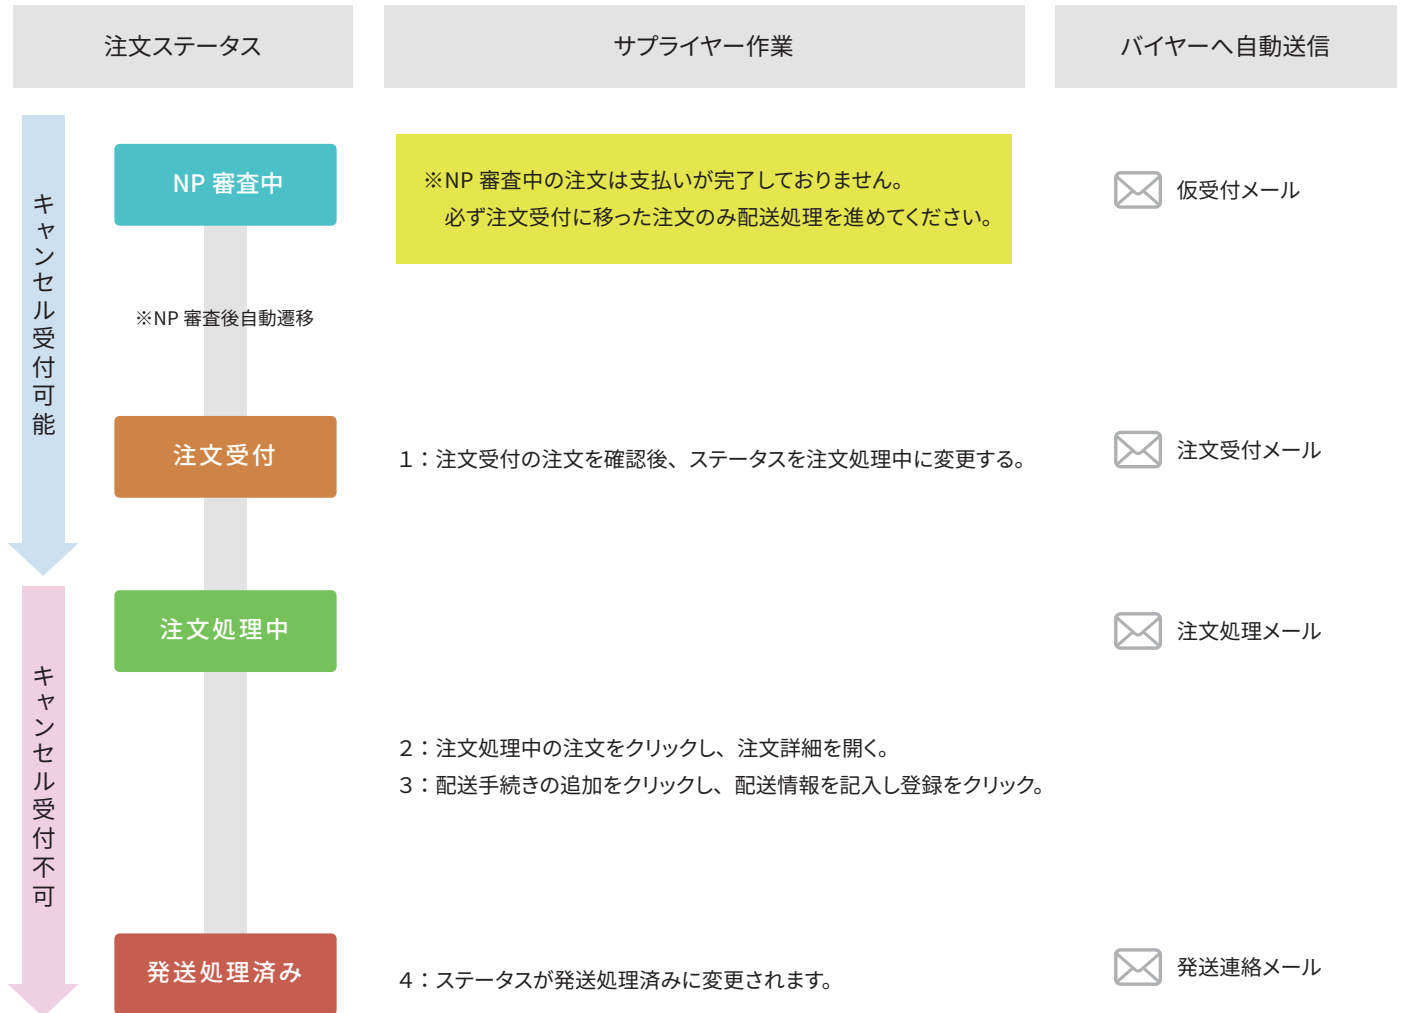 注文ステータス
サプライヤー作業
バイヤーへ自動送信
キャンセル受付可能
NP 審査中
※NP 審査中の注文は支払いが完了しておりません。
必ず注文受付に移った注文のみ配送処理を進めてください。
仮受付メール
※NP 審査後自動遷移
注文受付
1：注文受付の注文を確認後、ステータスを注文処理中に変更する。
注文受付メール
キャンセル受付不可
注文処理中
注文処理メール
2：注文処理中の注文をクリックし、注文詳細を開く。
3：配送手続きの追加をクリックし、配送情報を記入し登録をクリック。
発送処理済み
4：ステータスが発送処理済みに変更されます。
発送連絡メール